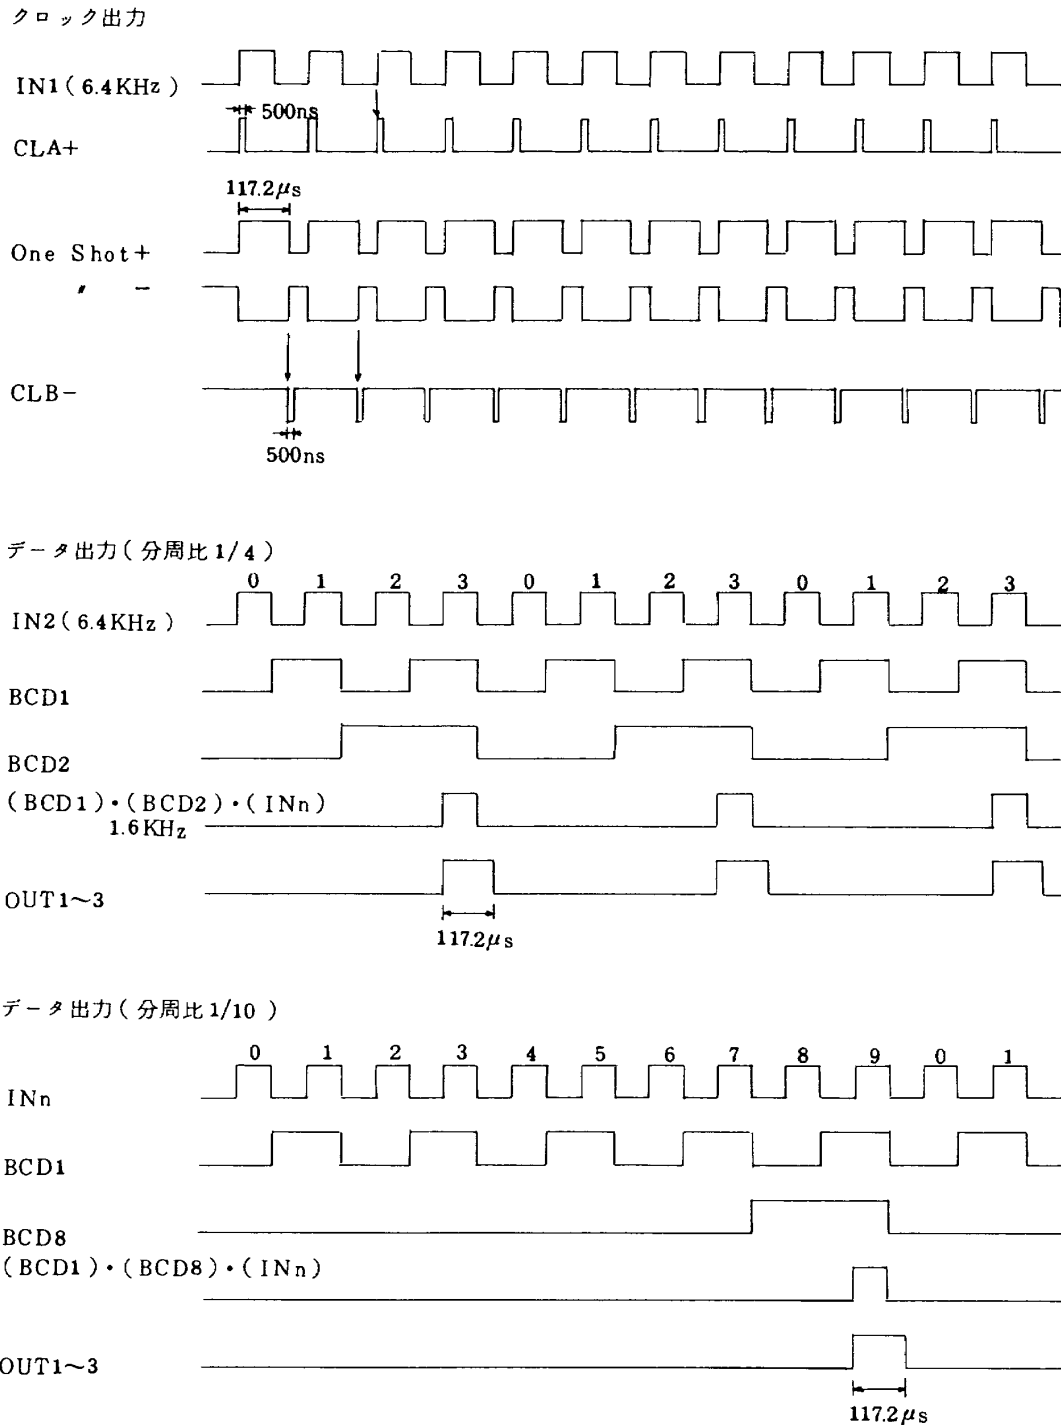 クロック出力
IN1(6.4KHz)
500ns
CLA+
117.2μs
One Shot+
〃 −
CLB−
500ns
データ出力(分周比1/4)
0 1 2 3 0 1 2 3 0 1 2 3
IN2(6.4KHz)
BCD1
BCD2
(BCD1)・(BCD2)・(INn)
1.6KHz
OUT1~3
117.2μs
データ出力(分周比1/10)
0 1 2 3 4 5 6 7 8 9 0 1
INn
BCD1
BCD8
(BCD1)・(BCD8)・(INn)
OUT1~3
117.2μs